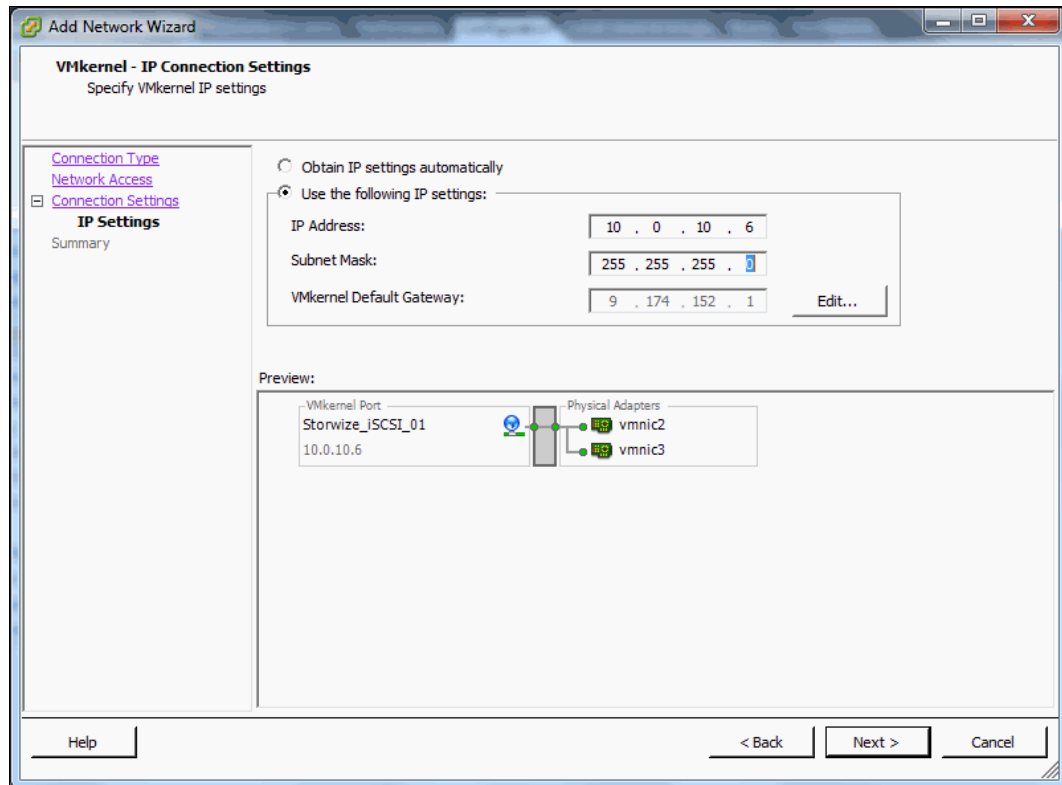 Add Network Wizard
VMkernel - IP Connection Settings
Specify VMkernel IP settings
Connection Type
Network Access
Connection Settings
IP Settings
Summary
Obtain IP settings automatically
Use the following IP settings:
IP Address: 10 . 0 . 10 . 6
Subnet Mask: 255 . 255 . 255 . 0
VMkernel Default Gateway: 9 . 174 . 152 . 1 Edit...
Preview:
VMkernel Port
Storwize_iSCSI_01
10.0.10.6
Physical Adapters
vmnic2
vmnic3
Help < Back Next > Cancel